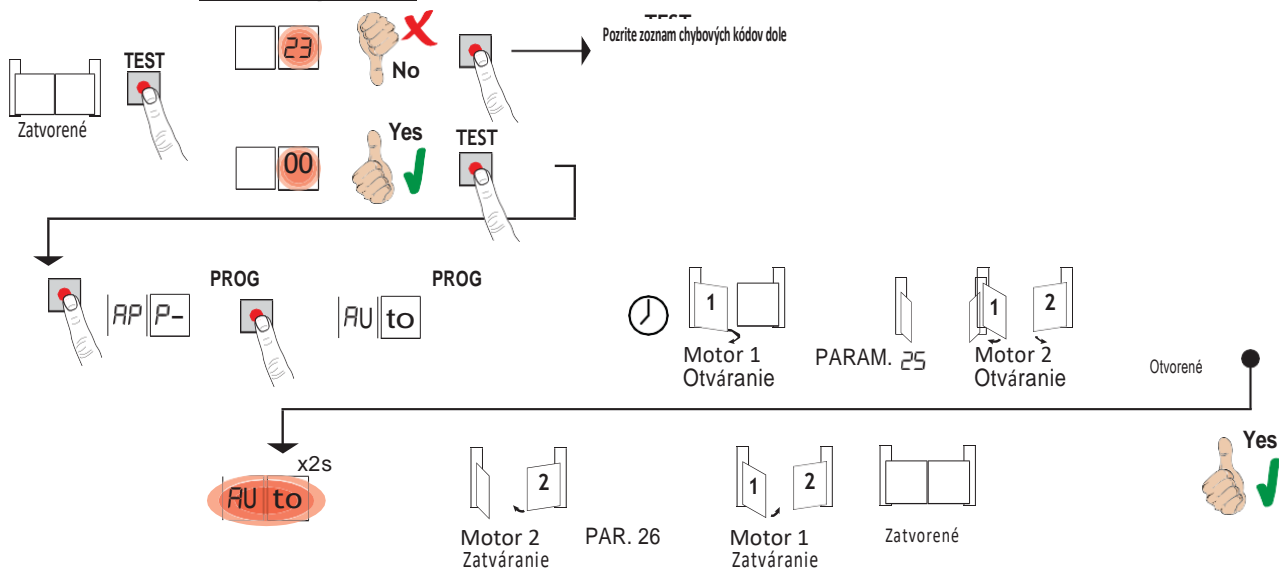 TEST
Pozrite zoznam chybových kódov dole
23
No
TEST
Zatvorené
00
Yes
TEST
AP P-
PROG
AU to
PROG
1
Motor 1
Otváranie
PARAM. 25
1 2
Motor 2
Otváranie
Otvorené
AU to
x2s
2
Motor 2
Zatváranie
PAR. 26
1 2
Motor 1
Zatváranie
Zatvorené
Yes